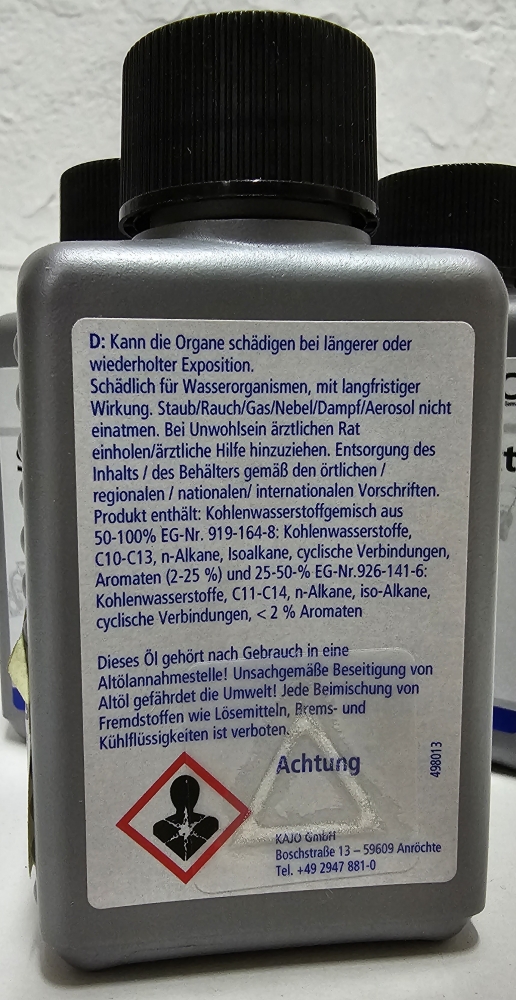 D: Kann die Organe schädigen bei längerer oder
wiederholter Exposition.
Schädlich für Wasserorganismen, mit langfristiger
Wirkung. Staub/Rauch/Gas/Nebel/Dampf/Aerosol nicht
einatmen. Bei Unwohlsein ärztlichen Rat
einholen/ärztliche Hilfe hinzuziehen. Entsorgung des
Inhalts / des Behälters gemäß den örtlichen /
regionalen / nationalen/ internationalen Vorschriften.
Produkt enthält: Kohlenwasserstoffgemisch aus
50-100% EG-Nr. 919-164-8: Kohlenwasserstoffe,
C10-C13, n-Alkane, Isoalkane, cyclische Verbindungen,
Aromaten (2-25 %) und 25-50-% EG-Nr.926-141-6:
Kohlenwasserstoffe, C11-C14, n-Alkane, iso-Alkane,
cyclische Verbindungen, < 2 % Aromaten
Dieses Öl gehört nach Gebrauch in eine
Altölannahmestelle! Unsachgemäße Beseitigung von
Altöl gefährdet die Umwelt! Jede Beimischung von
Fremdstoffen wie Lösemitteln, Brems- und
Kühlflüssigkeiten ist verboten.
Achtung
498013
KAJO GmbH
Boschstraße 13 – 59609 Anröchte
Tel. +49 2947 881-0